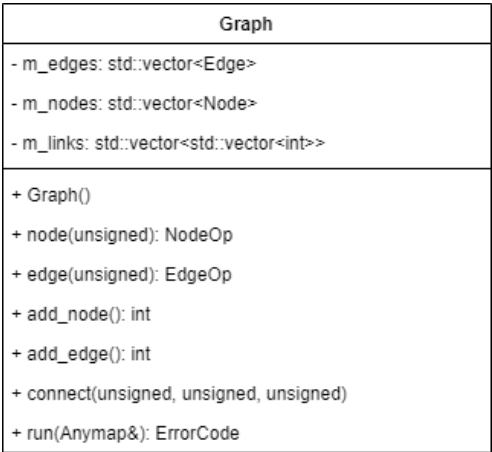 Graph
- m_edges: std::vector<Edge>
- m_nodes: std::vector<Node>
- m_links: std::vector<std::vector<int>>
+ Graph()
+ node(unsigned): NodeOp
+ edge(unsigned): EdgeOp
+ add_node(): int
+ add_edge(): int
+ connect(unsigned, unsigned, unsigned)
+ run(Anymap&): ErrorCode